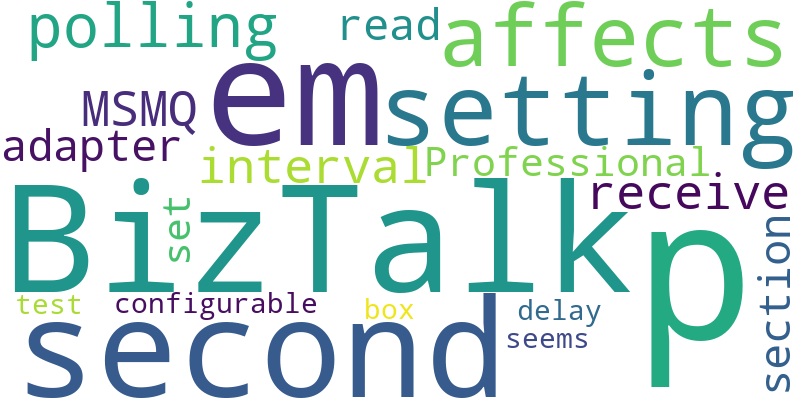 polling
read
affects
MSMQ
em
setting
adapter
interval
Professional
receive
BizTalk
set
p
section
test
configurable
box
delay
second
seems